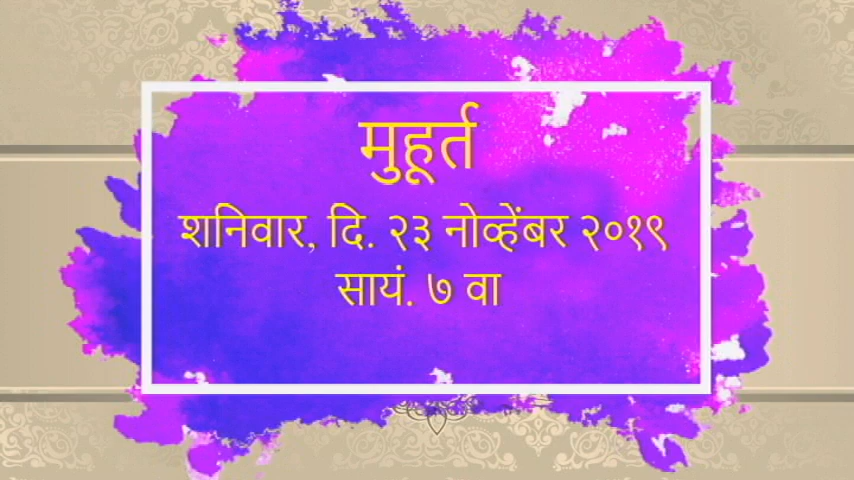 मुहूर्त
शनिवार, दि. २३ नोव्हेंबर २०१९
सायं. ७ वा